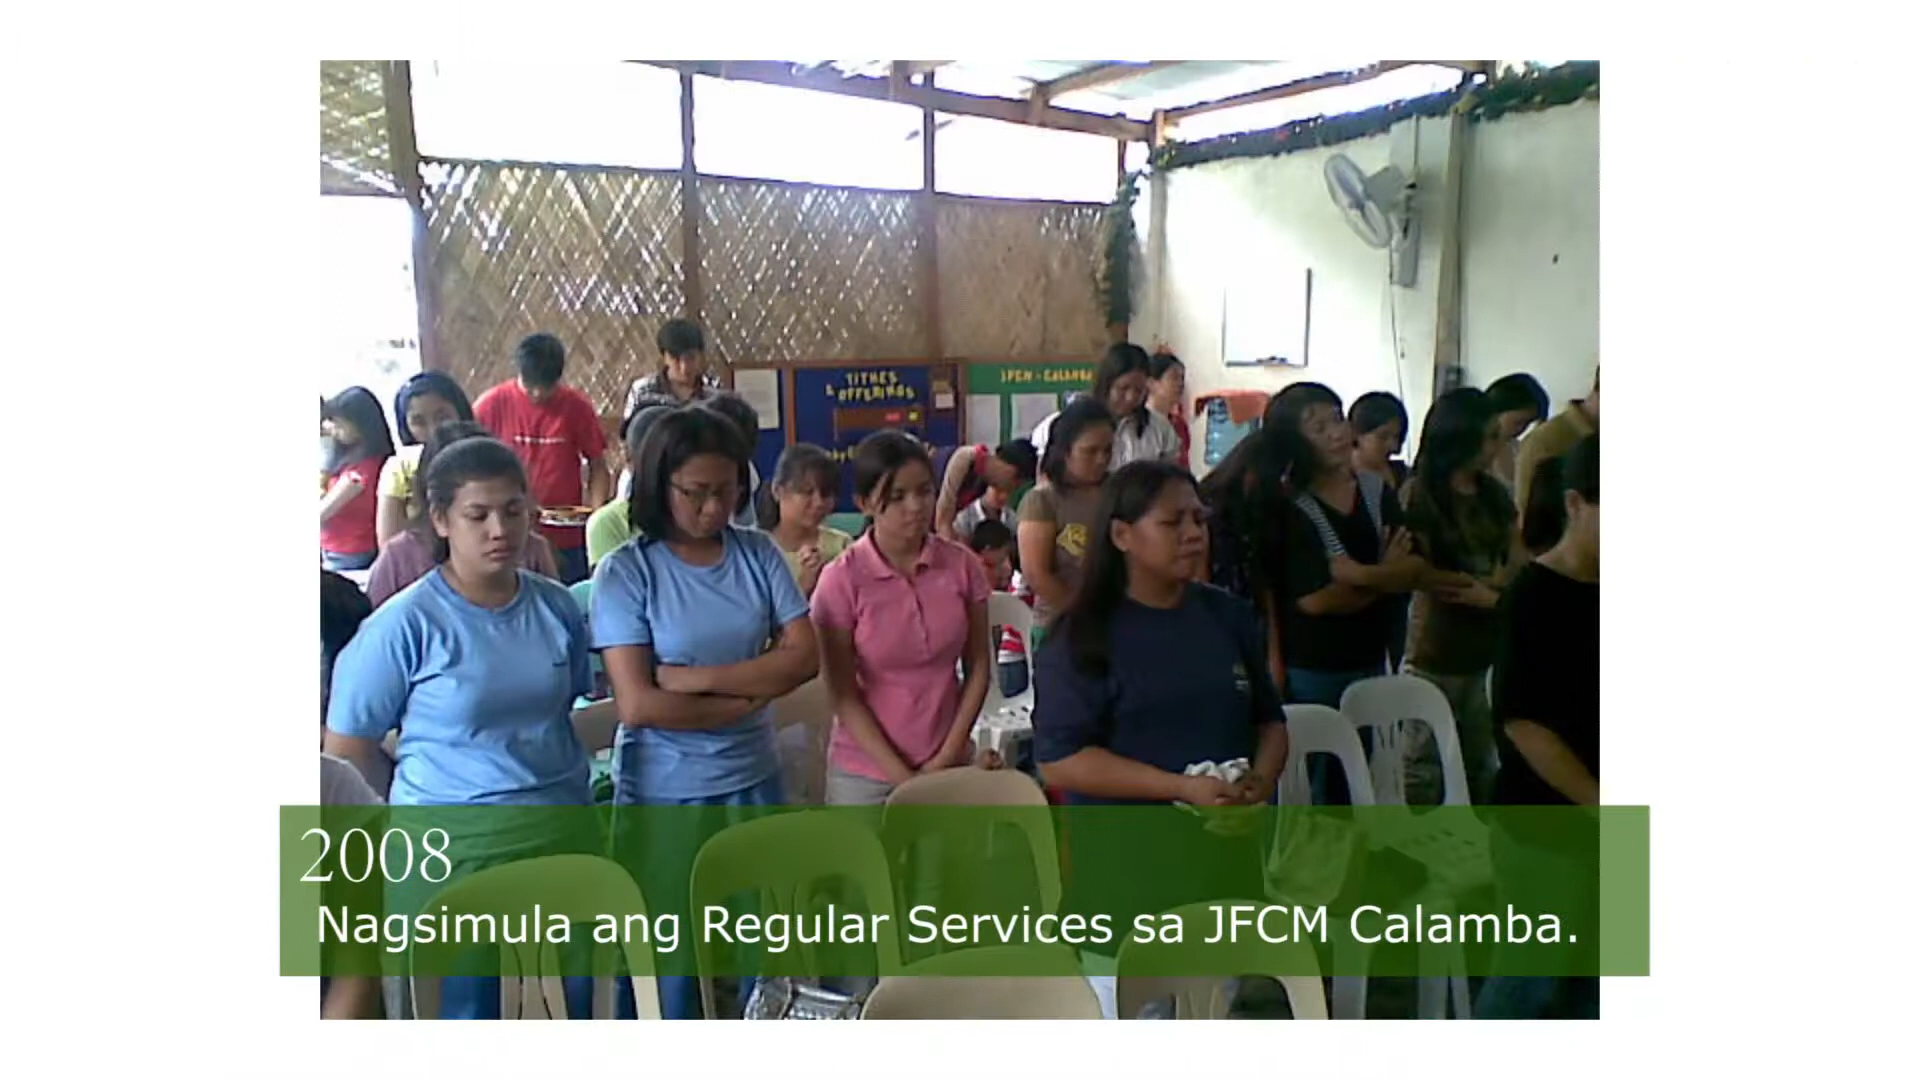 TITHES
& OFFERINGS
JFCM - CALAMBA
2008
Nagsimula ang Regular Services sa JFCM Calamba.